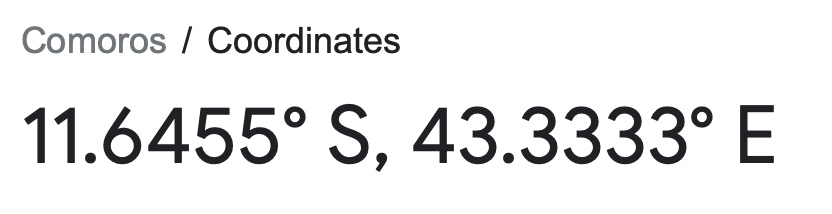 Comoros / Coordinates
11.6455° S, 43.3333° E